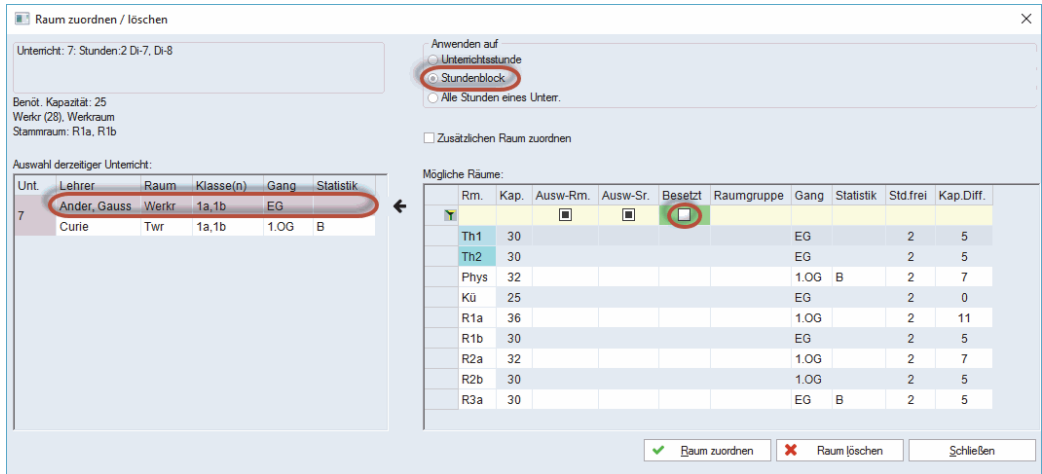 Raum zuordnen / löschen
Unterricht: 7: Stunden:2 Di-7, Di-8
Benöt. Kapazität: 25
Werkr (28), Werkraum
Stammraum: R1a, R1b
Auswahl derzeitiger Unterricht:
Unt. Lehrer Raum Klasse(n) Gang Statistik
7 Ander, Gauss Werkr 1a,1b EG
Curie Twr 1a,1b 1.OG B
Anwenden auf
Unterrichtsstunde
Stundenblock
Alle Stunden eines Unterr.
Zusätzlichen Raum zuordnen
Mögliche Räume:
Rm. Kap. Ausw-Rm. Ausw-Sr. Besetzt Raumgruppe Gang Statistik Std.frei Kap.Diff.
Th1 30 EG 2 5
Th2 30 EG 2 5
Phys 32 1.OG B 2 7
Kü 25 EG 2 0
R1a 36 1.OG 2 11
R1b 30 EG 2 5
R2a 32 1.OG 2 7
R2b 30 1.OG 2 5
R3a 30 EG B 2 5
Raum zuordnen Raum löschen Schließen